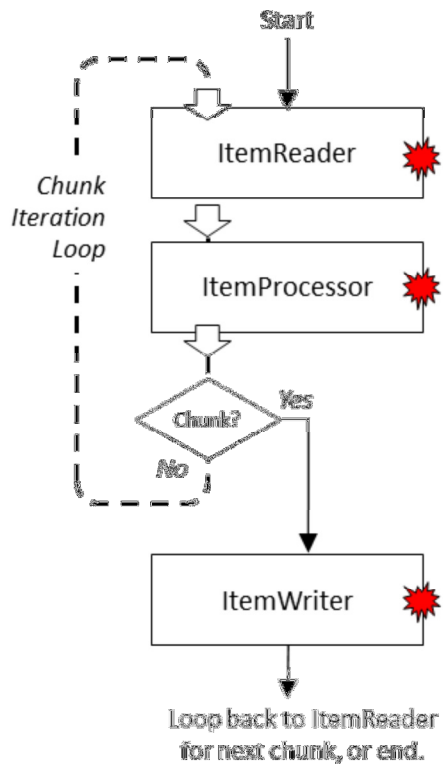 Start
ItemReader
Chunk
Iteration
Loop
ItemProcessor
Chunk?
Yes
No
ItemWriter
Loop back to ItemReader
for next chunk, or end.